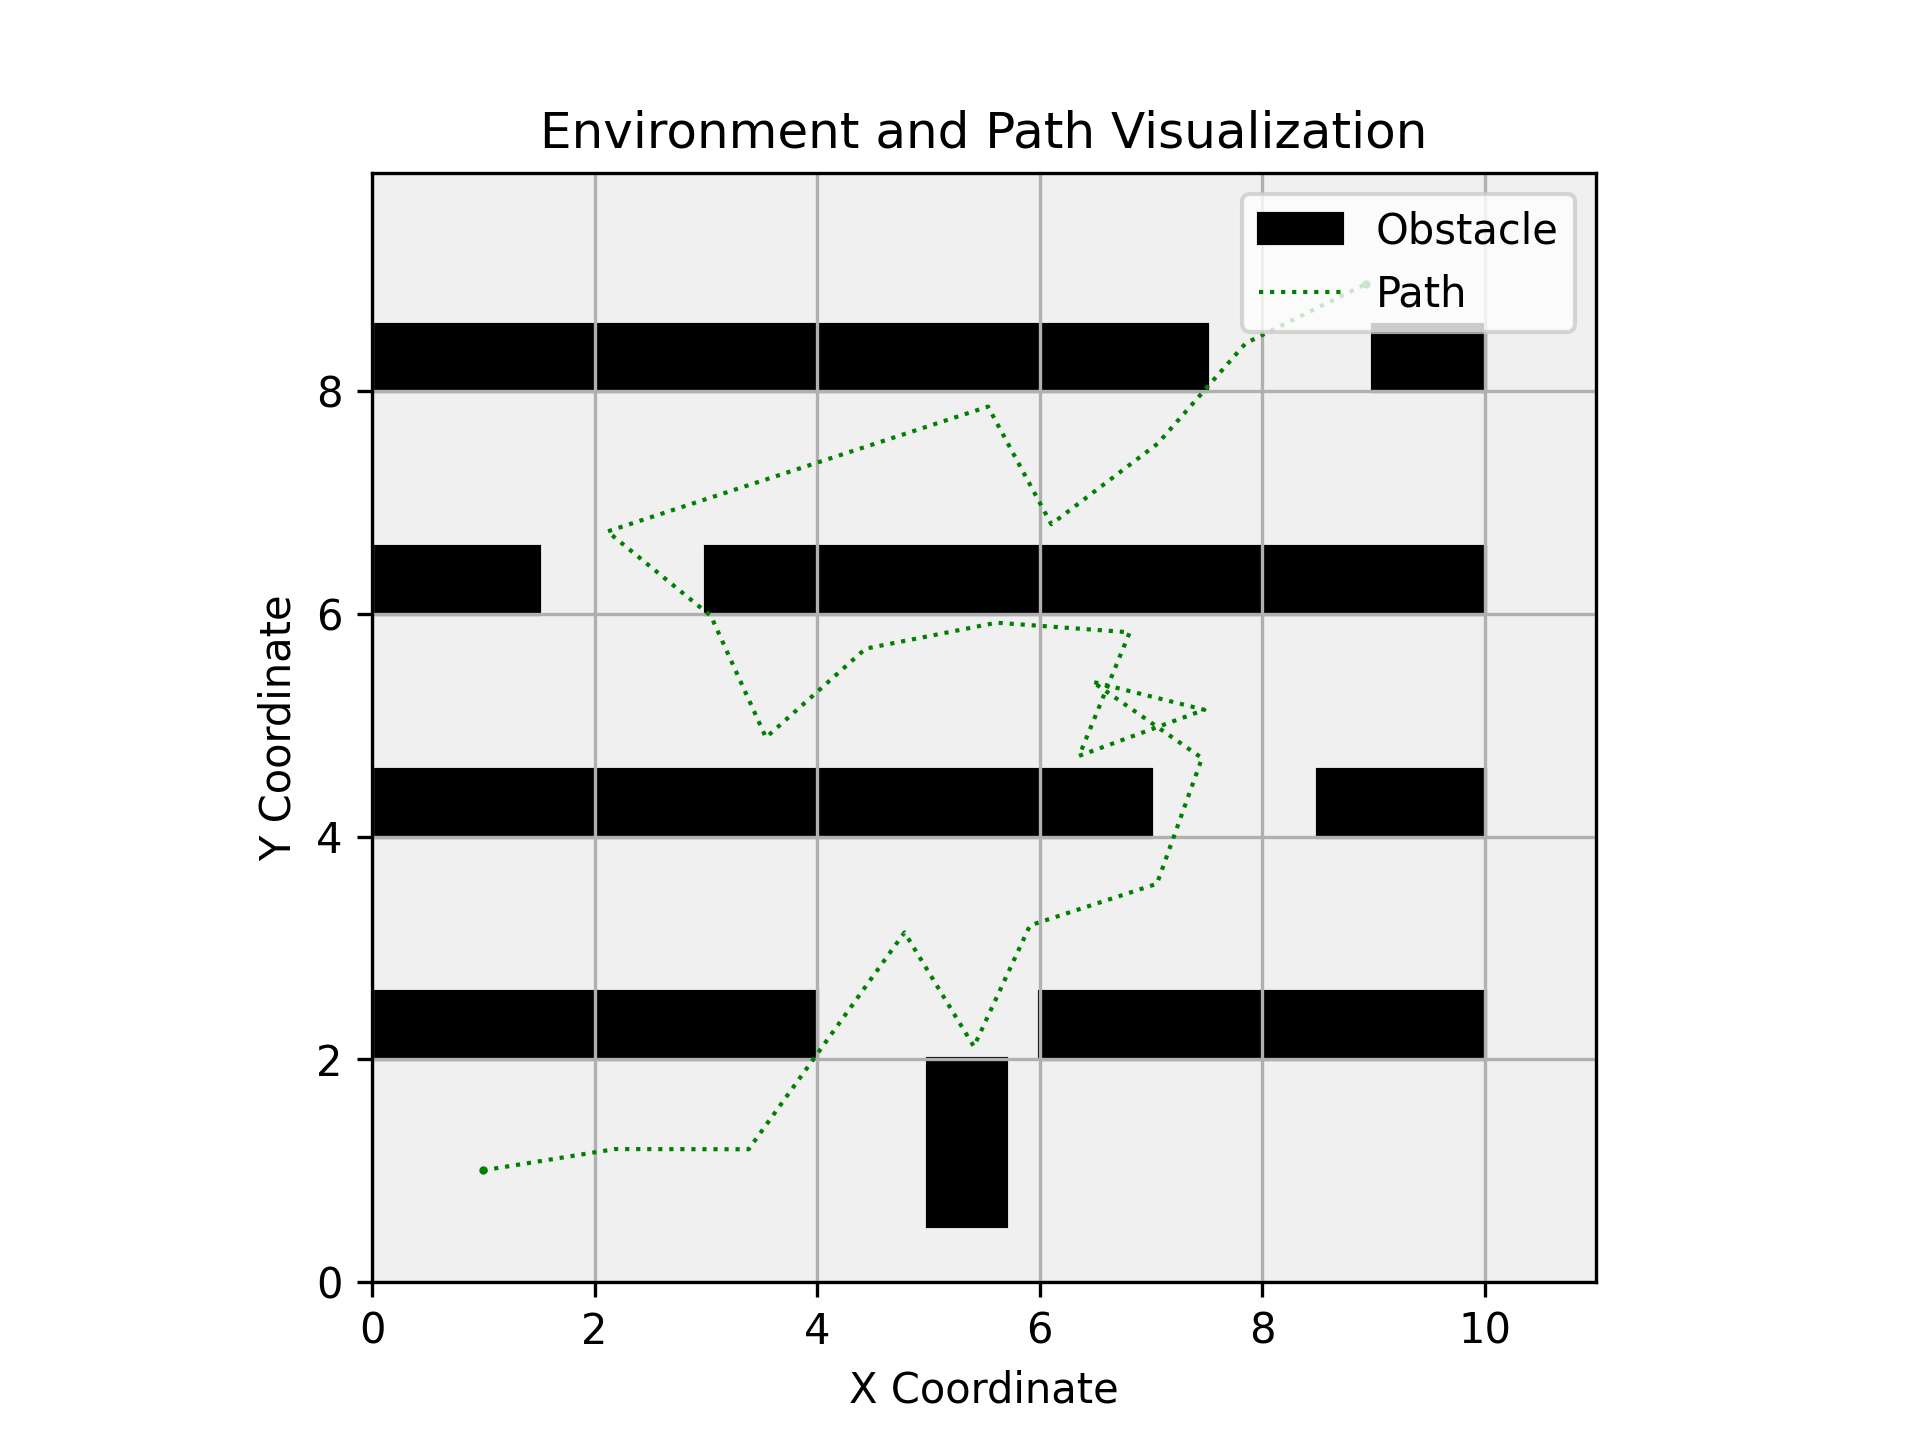 Environment and Path Visualization
Obstacle
Path
Y Coordinate
8
6
4
2
0
0 2 4 6 8 10
X Coordinate